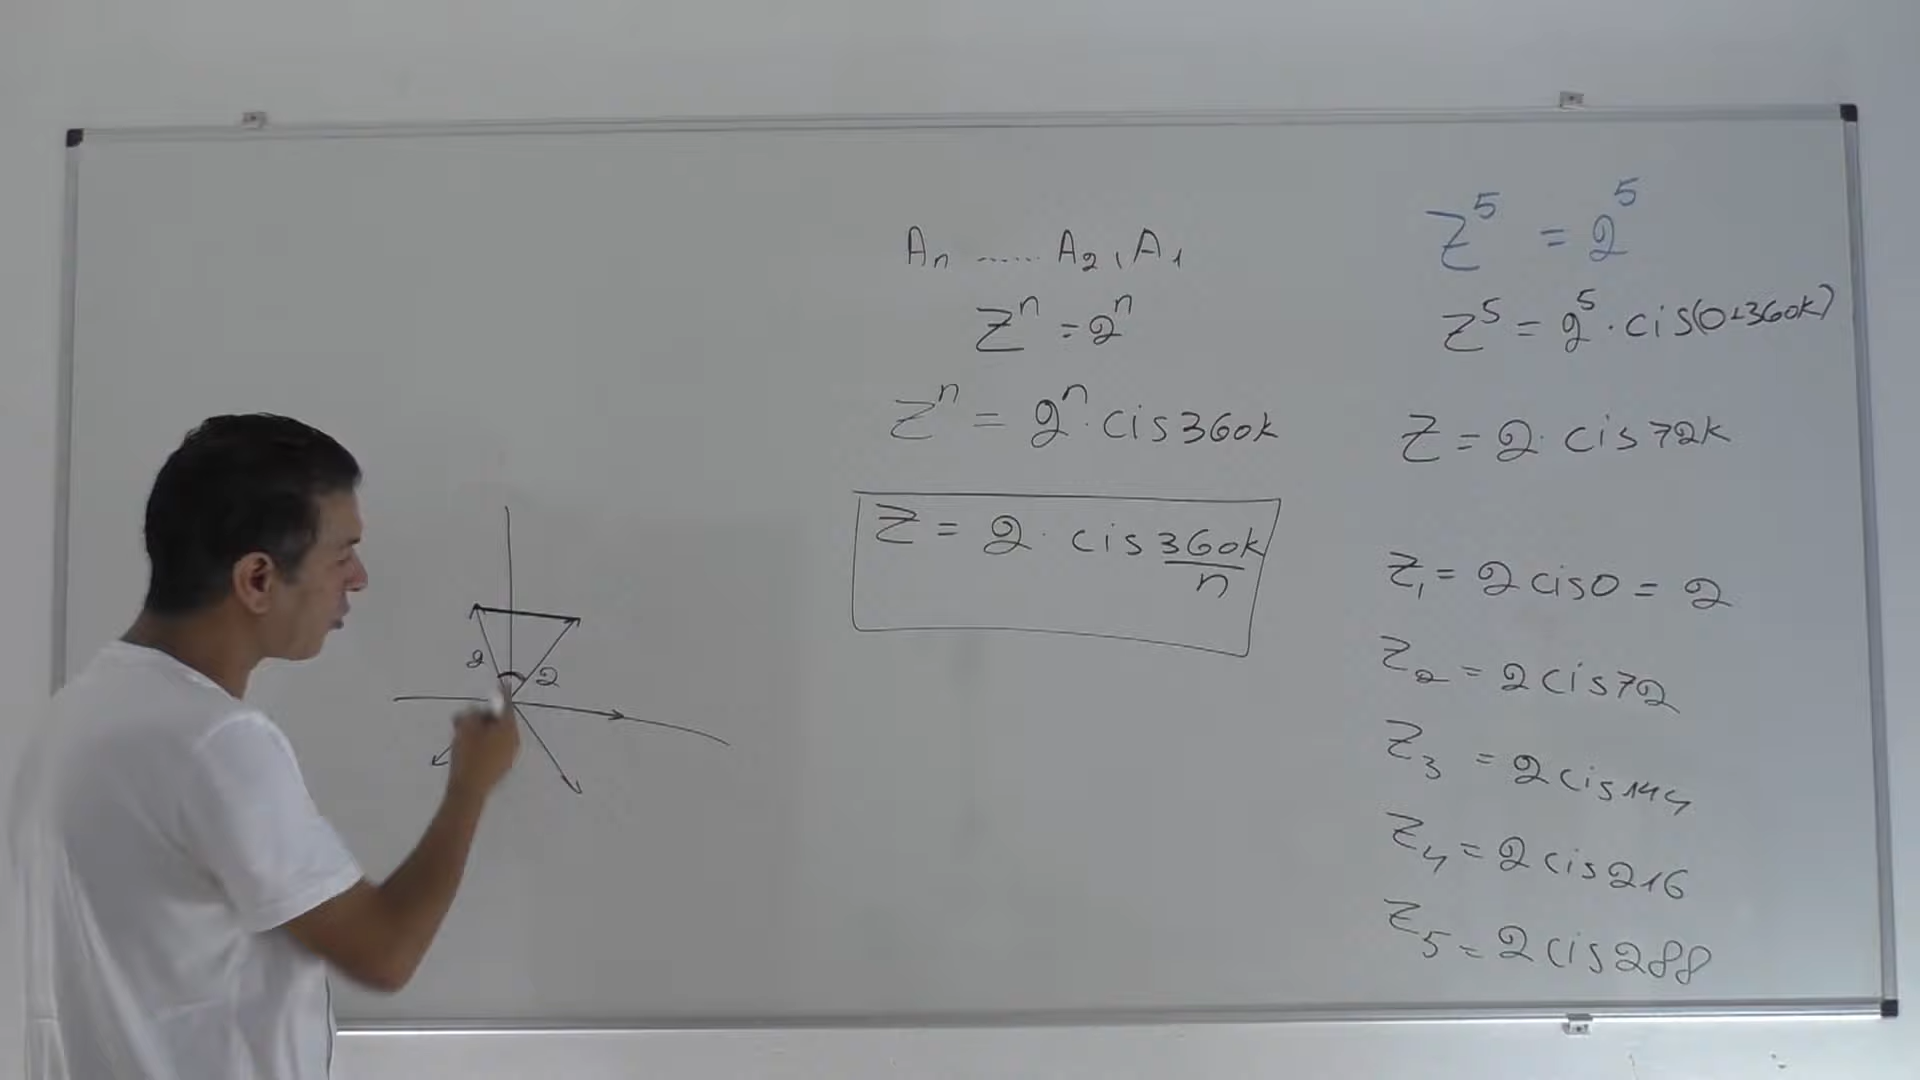 2 2
Aₙ ...... A₂, A₁
Zⁿ = 2ⁿ
Zⁿ = 2ⁿ · cis 360k
Z = 2 · cis 360k/n
Z⁵ = 2⁵
Z⁵ = 2⁵ · cis(0+360k)
Z = 2 · cis 72k
Z₁ = 2 cis 0 = 2
Z₂ = 2 cis 72
Z₃ = 2 cis 144
Z₄ = 2 cis 216
Z₅ = 2 cis 288